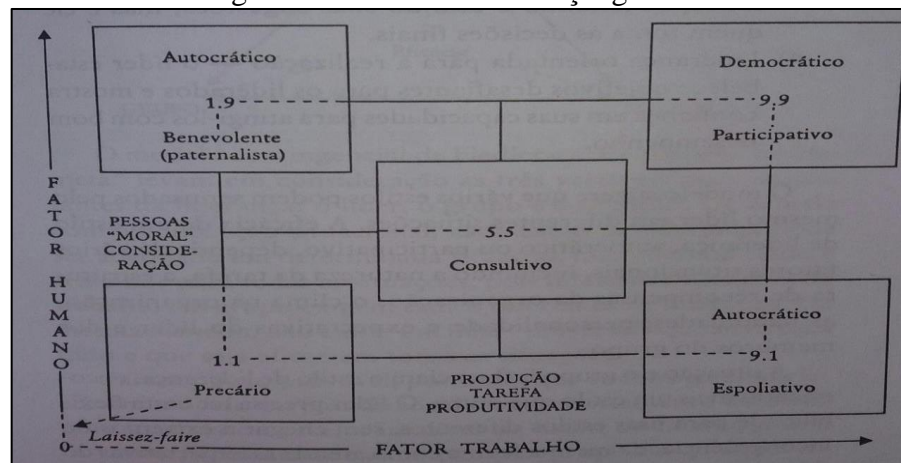 Autocrático
1.9
Benevolente
(paternalista)
Democrático
9.9
Participativo
FATOR HUMANO
PESSOAS
“MORAL”
CONSIDE-
RAÇÃO
5.5
Consultivo
1.1
Precário
PRODUÇÃO
TAREFA
PRODUTIVIDADE
Autocrático
9.1
Espoliativo
Laissez-faire
0
FATOR TRABALHO